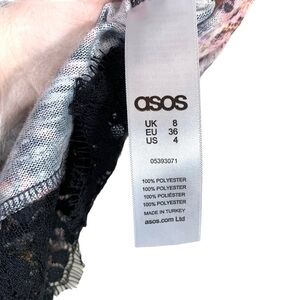 asos
UK 8
EU 36
US 4
05393071
100% POLYESTER
100% POLYESTER
100% POLIÉSTER
100% POLYESTER
MADE IN TURKEY
asos.com Ltd